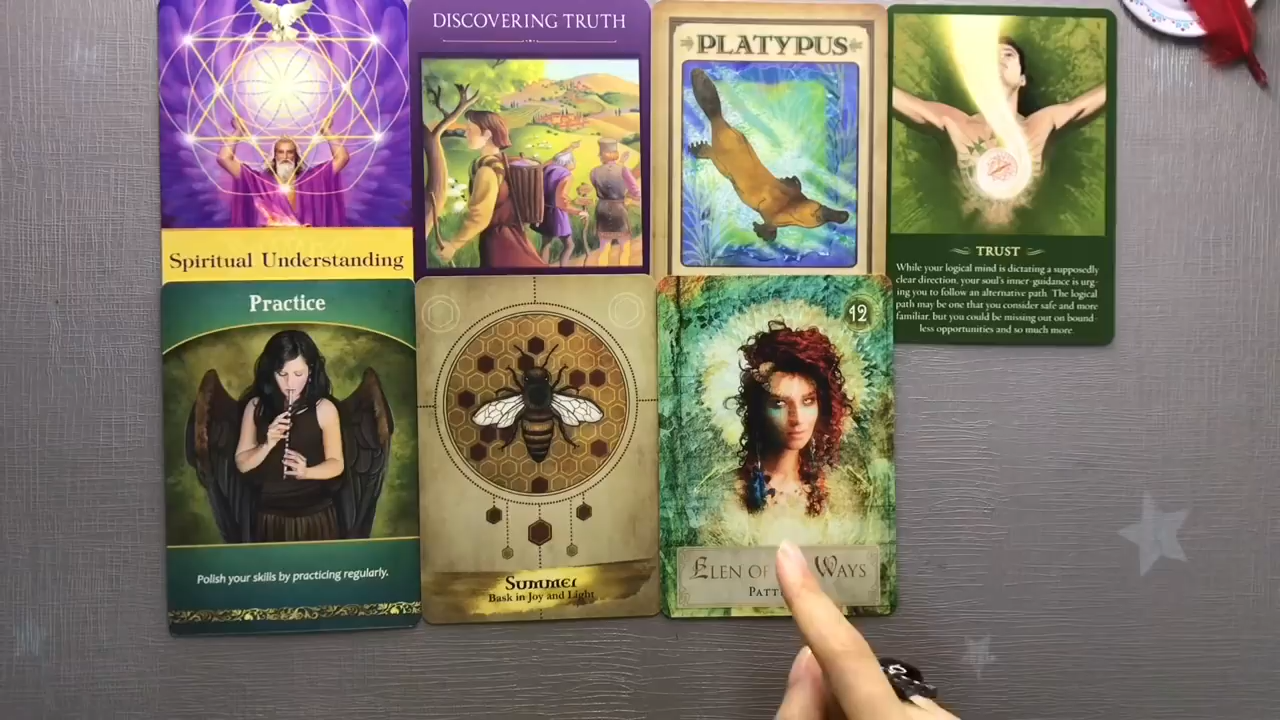 Spiritual Understanding
DISCOVERING TRUTH
PLATYPUS
TRUST
While your logical mind is dictating a supposedly
clear direction, your soul's inner-guidance is urg-
ing you to follow an alternative path. The logical
path may be one that you consider safe and more
familiar, but you could be missing out on bound-
less opportunities and so much more.
Practice
Polish your skills by practicing regularly.
Summer
Bask in Joy and Light
12
Elen of Ways